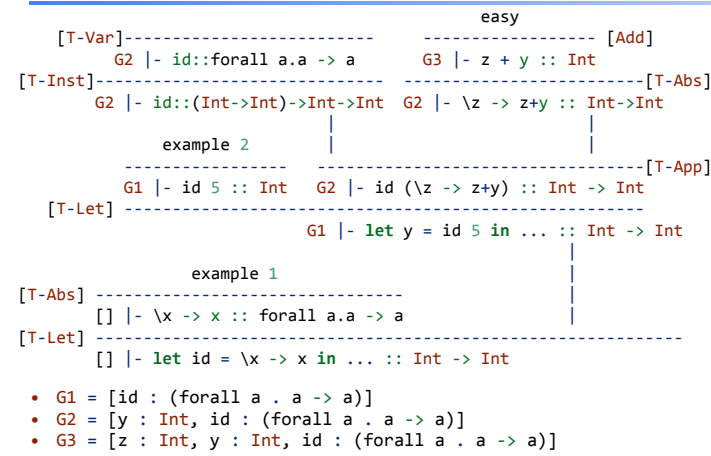 easy
[T-Var]-------------------------- ------------------ [Add]
G2 |- id::forall a.a -> a G3 |- z + y :: Int
[T-Inst]------------------------------ -------------------------[T-Abs]
G2 |- id::(Int->Int)->Int->Int G2 |- \z -> z+y :: Int->Int
| |
example 2 | |
----------------- ----------------------------------[T-App]
G1 |- id 5 :: Int G2 |- id (\z -> z+y) :: Int -> Int
[T-Let] ------------------------------------------------------
G1 |- let y = id 5 in ... :: Int -> Int
|
example 1 |
[T-Abs] -------------------------------- |
[] |- \x -> x :: forall a.a -> a |
[T-Let] -------------------------------------------------------------
[] |- let id = \x -> x in ... :: Int -> Int
• G1 = [id : (forall a . a -> a)]
• G2 = [y : Int, id : (forall a . a -> a)]
• G3 = [z : Int, y : Int, id : (forall a . a -> a)]